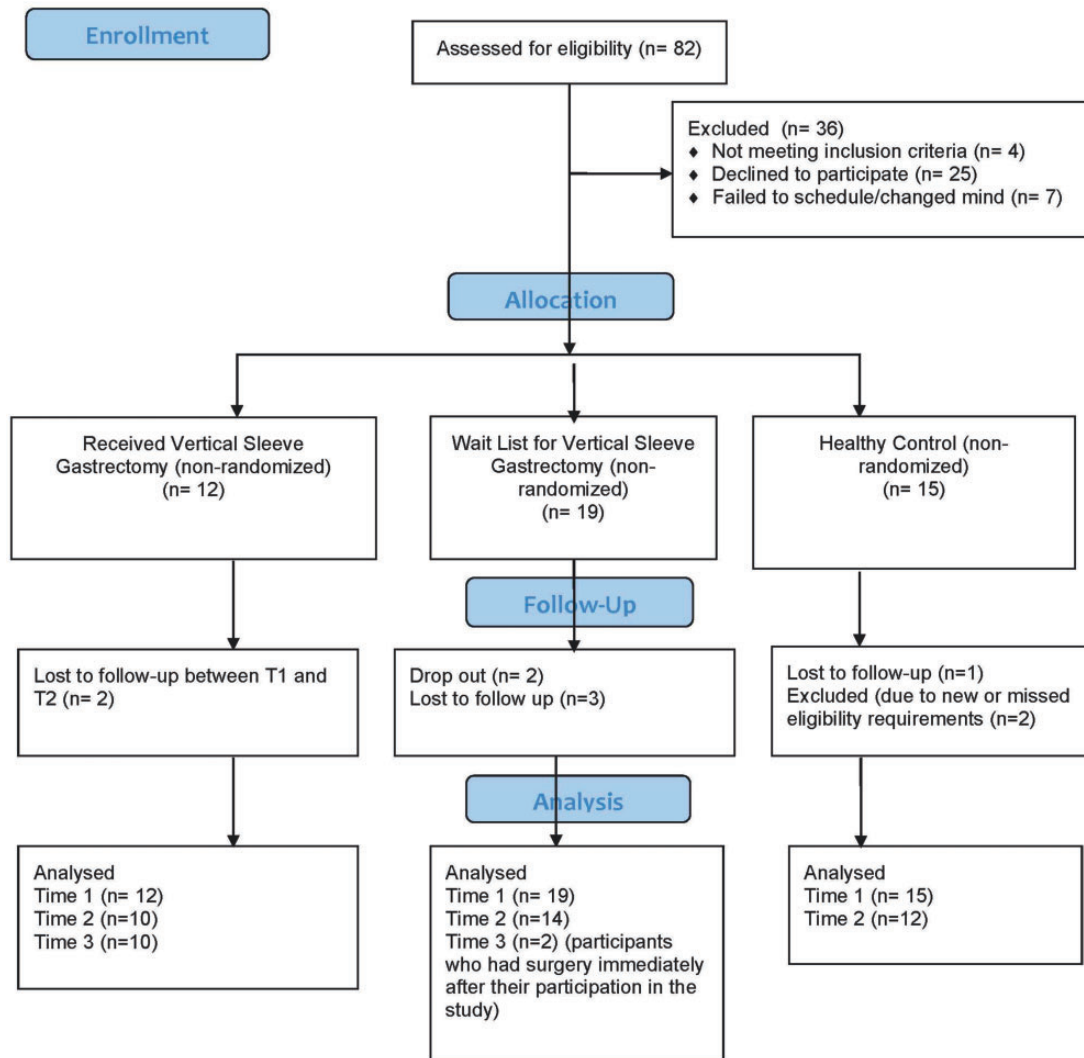 Enrollment
Assessed for eligibility (n= 82)
Excluded (n= 36)
♦ Not meeting inclusion criteria (n= 4)
♦ Declined to participate (n= 25)
♦ Failed to schedule/changed mind (n= 7)
Allocation
Received Vertical Sleeve
Gastrectomy (non-randomized)
(n= 12)
Wait List for Vertical Sleeve
Gastrectomy (non-
randomized)
(n= 19)
Healthy Control (non-
randomized)
(n= 15)
Follow-Up
Lost to follow-up between T1 and
T2 (n= 2)
Drop out (n= 2)
Lost to follow up (n=3)
Lost to follow-up (n=1)
Excluded (due to new or missed
eligibility requirements (n=2)
Analysis
Analysed
Time 1 (n= 12)
Time 2 (n=10)
Time 3 (n=10)
Analysed
Time 1 (n= 19)
Time 2 (n=14)
Time 3 (n=2) (participants
who had surgery immediately
after their participation in the
study)
Analysed
Time 1 (n= 15)
Time 2 (n=12)